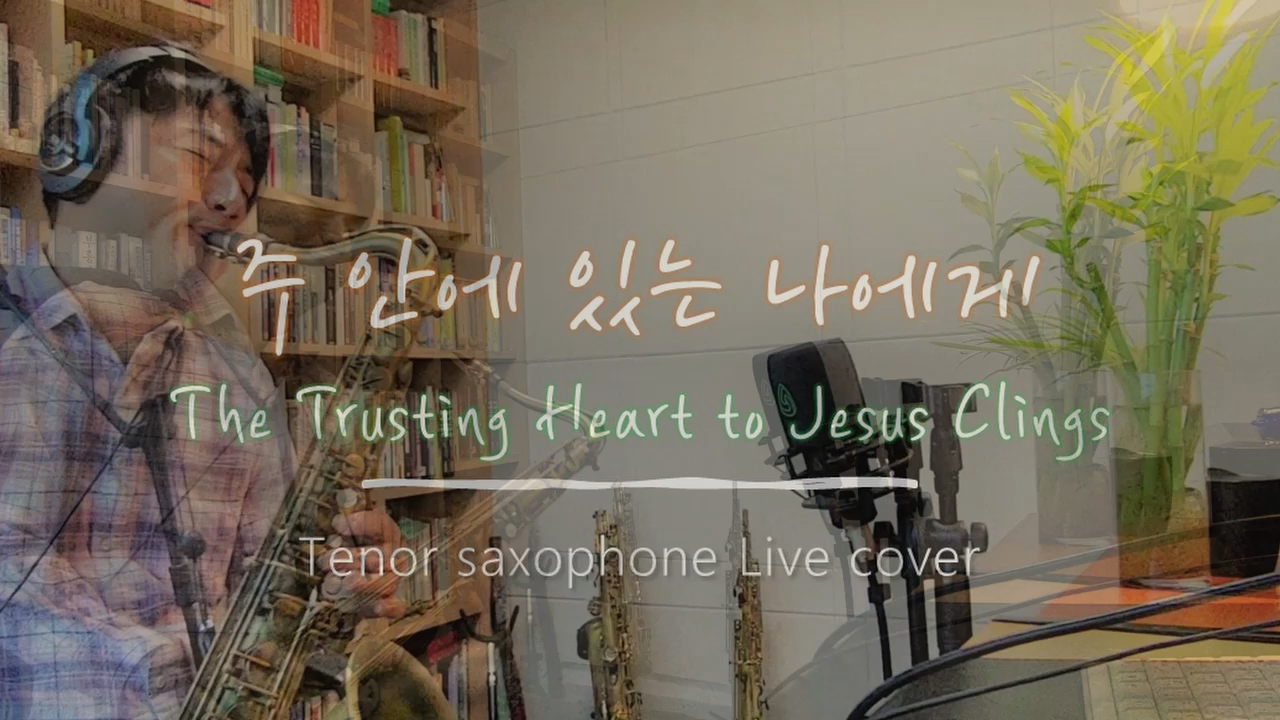 주 안에 있는 나에게
The Trusting Heart to Jesus Clings
Tenor saxophone Live cover